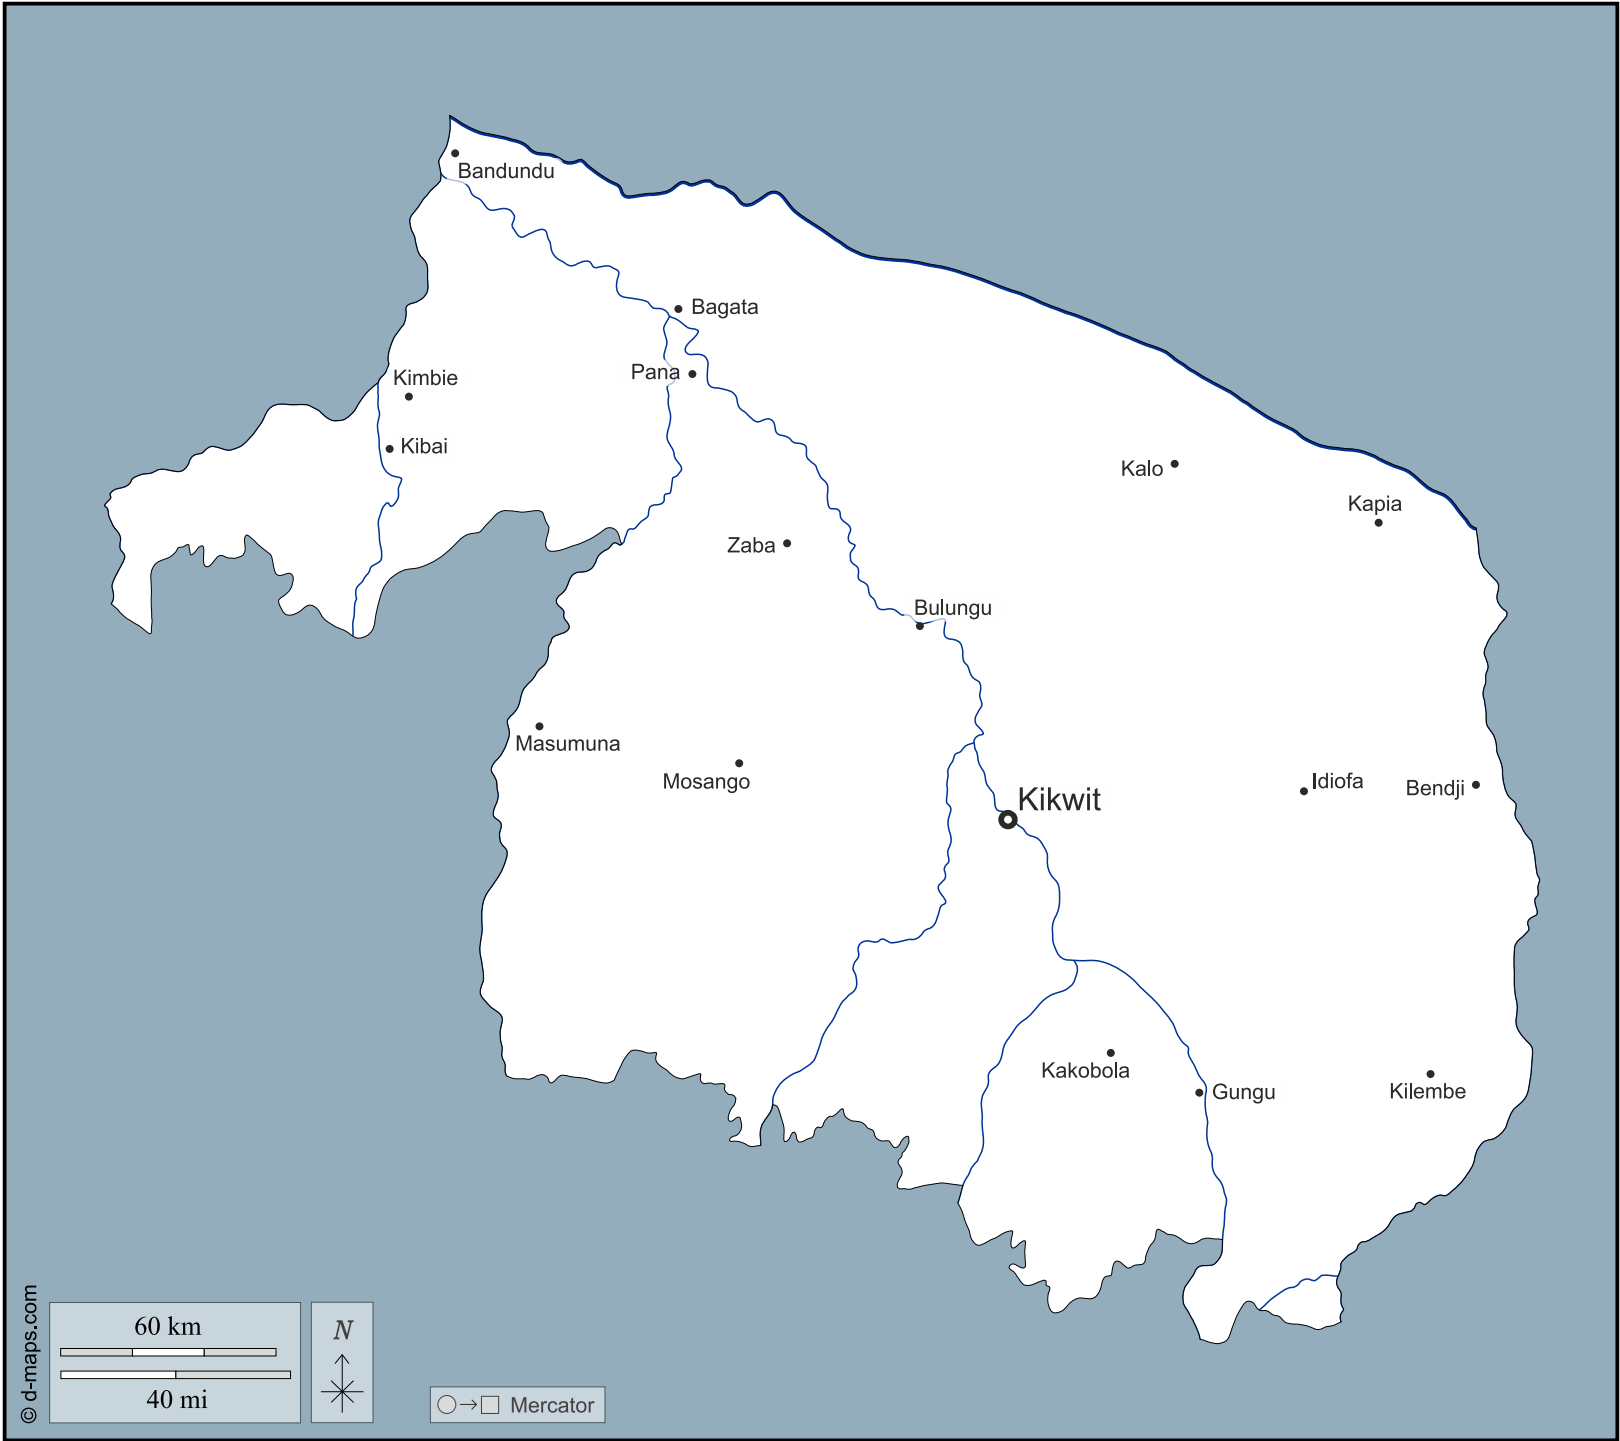 Bandundu
Bagata
Pana
Kimbie
Kibai
Kalo
Kapia
Zaba
Bulungu
Masumuna
Mosango
Idiofa
Bendji
Kikwit
Kakobola
Gungu
Kilembe
60 km
40 mi
N
Mercator
© d-maps.com